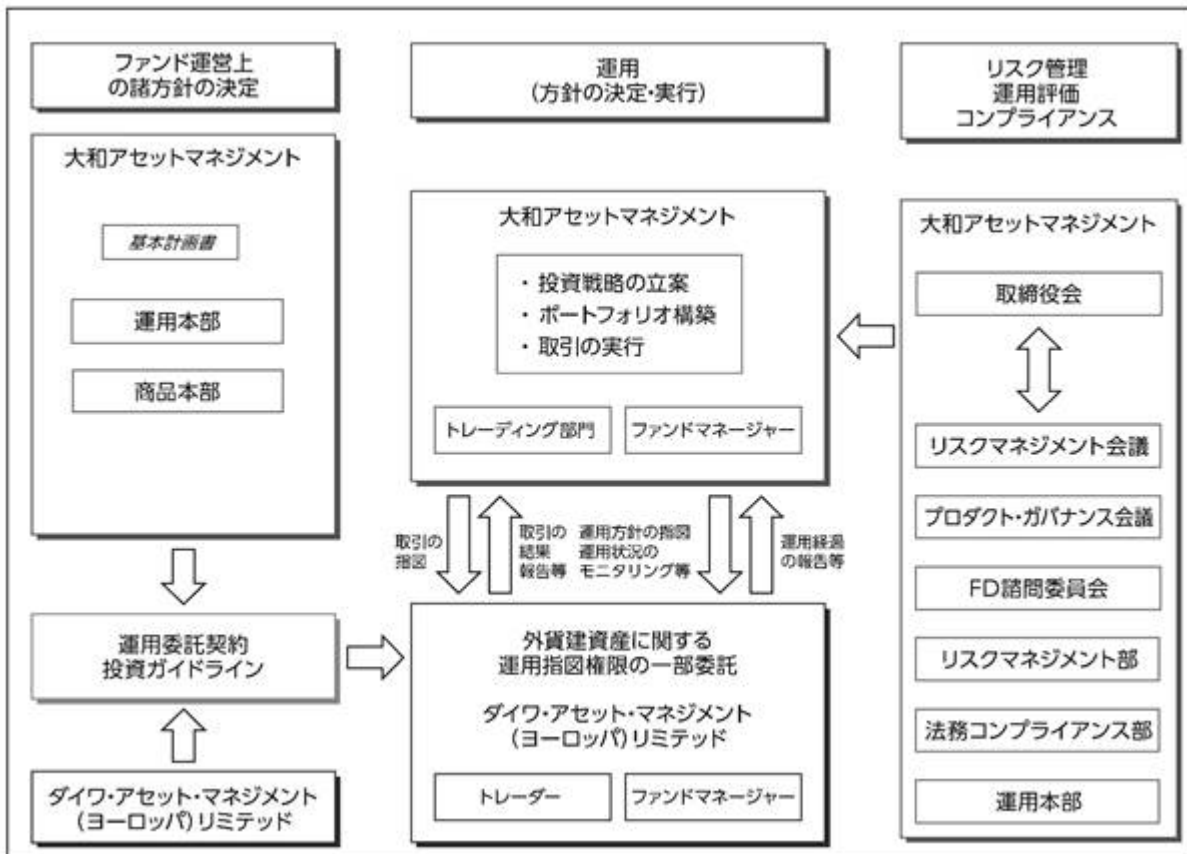 ファンド運営上
の諸方針の決定
大和アセットマネジメント
基本計画書
運用本部
商品本部
運用委託契約
投資ガイドライン
ダイワ・アセット・マネジメント
(ヨーロッパ)リミテッド
運用
(方針の決定・実行)
大和アセットマネジメント
・ 投資戦略の立案
・ ポートフォリオ構築
・ 取引の実行
トレーディング部門
ファンドマネージャー
取引の
指図
取引の
結果
報告等
運用方針の指図
運用状況の
モニタリング等
運用経過
の報告等
外貨建資産に関する
運用指図権限の一部委託
ダイワ・アセット・マネジメント
(ヨーロッパ)リミテッド
トレーダー
ファンドマネージャー
リスク管理
運用評価
コンプライアンス
大和アセットマネジメント
取締役会
リスクマネジメント会議
プロダクト・ガバナンス会議
FD諮問委員会
リスクマネジメント部
法務コンプライアンス部
運用本部